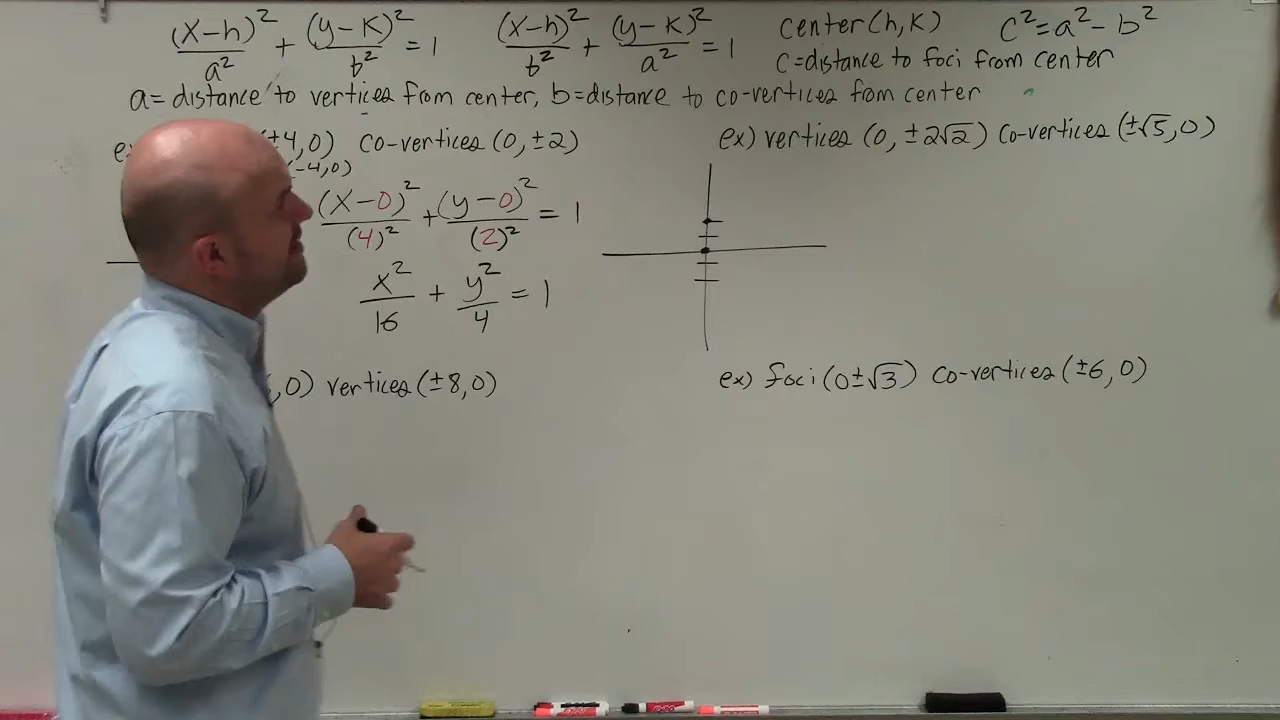 (x-h)²/a² + (y-k)²/b² = 1 (x-h)²/b² + (y-k)²/a² = 1 center (h,k) c²=a²-b²
c=distance to foci from center
a= distance to vertices from center, b=distance to co-vertices from center
±4,0) co-vertices (0, ±2)
(-4,0)
(x-0)²/(4)² + (y-0)²/(2)² = 1
x²/16 + y²/4 = 1
,0) vertices (±8,0)
ex) vertices (0, ±2√2) co-vertices (±√5,0)
ex) foci (0±√3) co-vertices (±6,0)